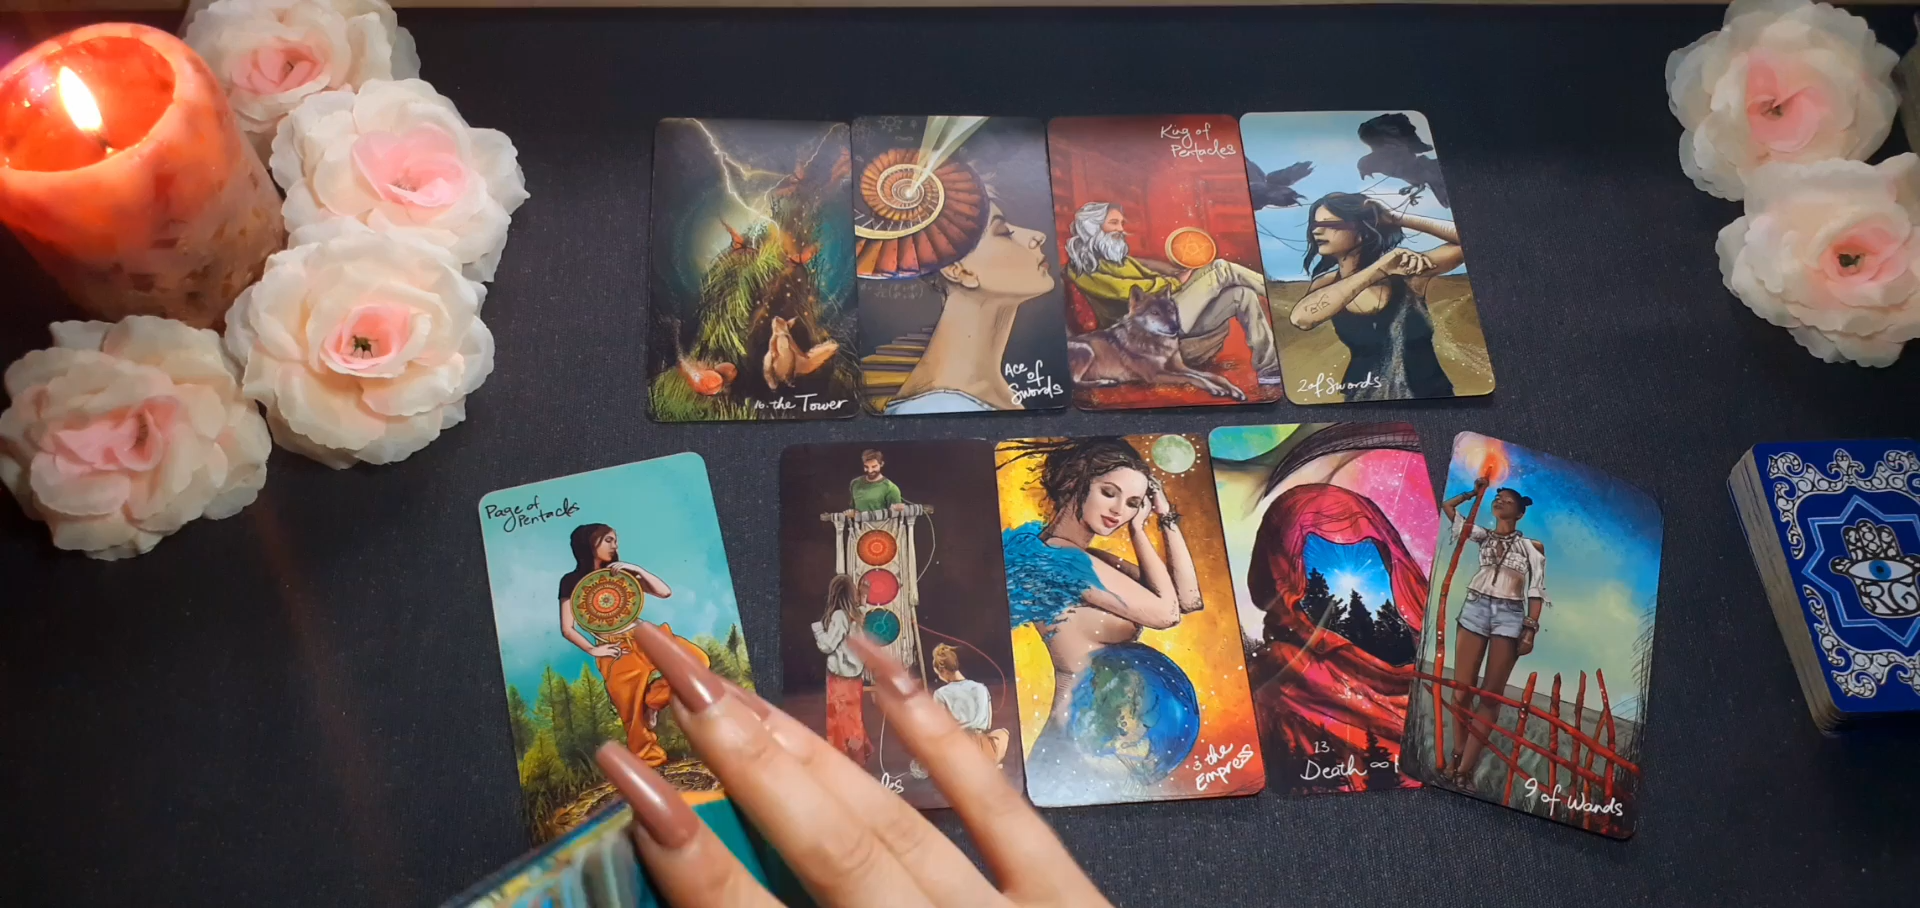 16. the Tower
Ace
of
Swords
King of
Pentacles
2 of Swords
Page of
Pentacles
3 the
Empress
13.
Death ∞
9 of Wands